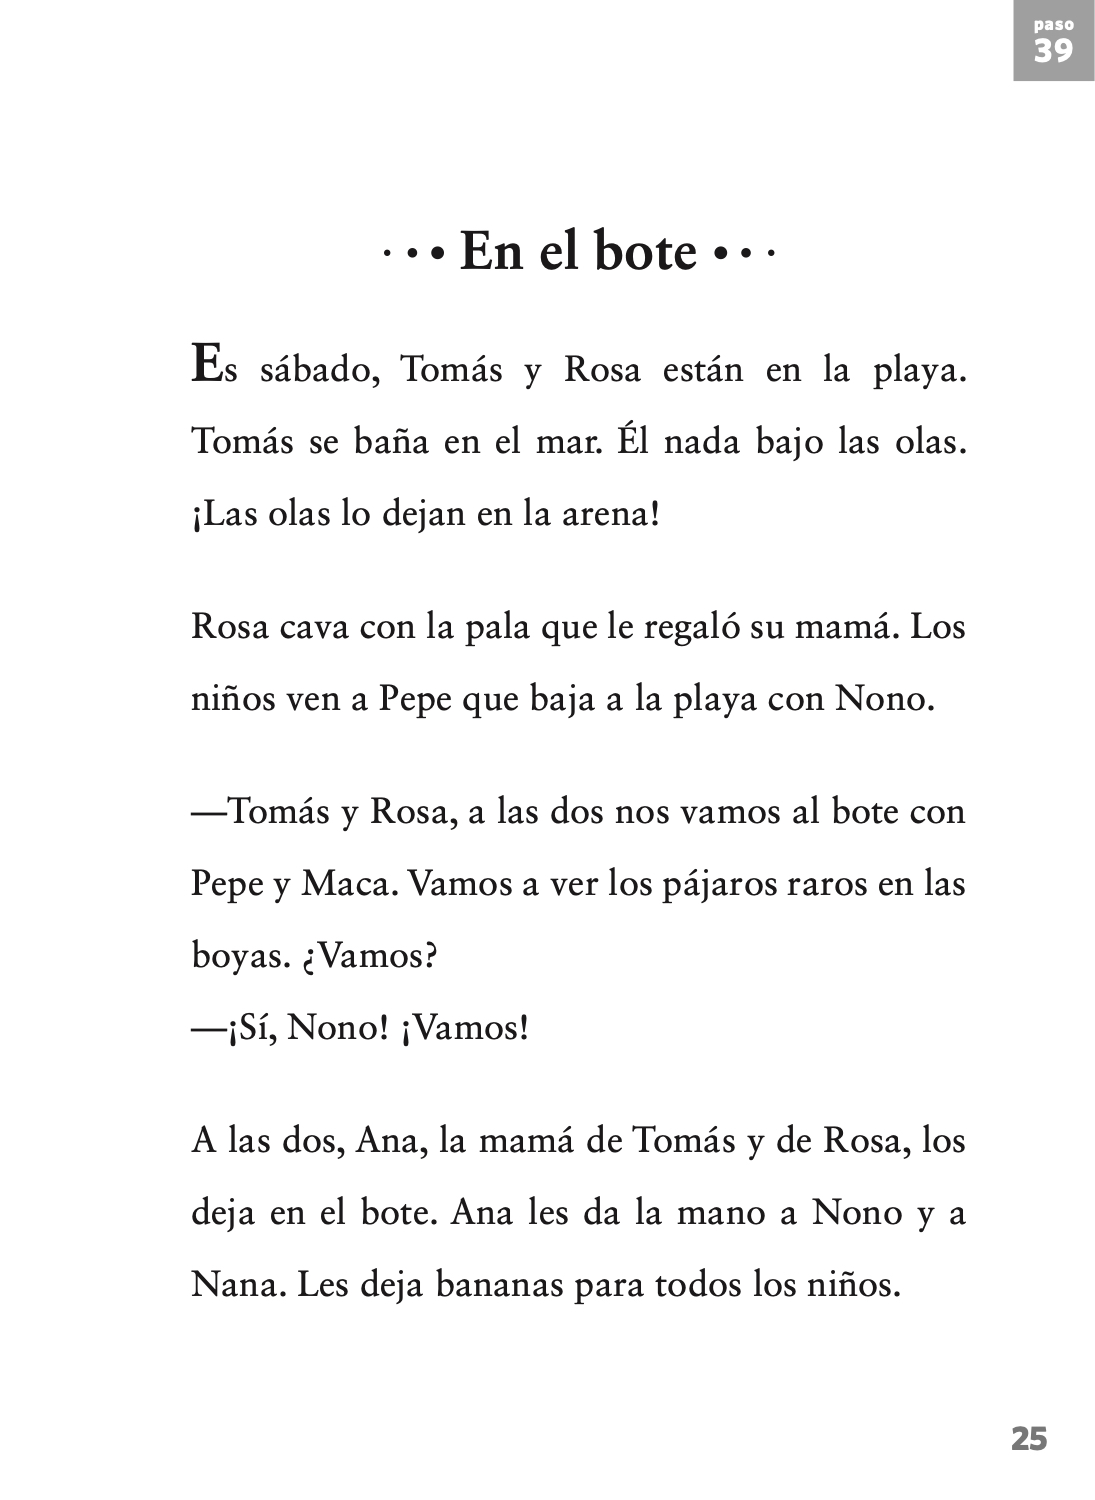 paso
39
··• En el bote •··
Es sábado, Tomás y Rosa están en la playa.
Tomás se baña en el mar. Él nada bajo las olas.
¡Las olas lo dejan en la arena!
Rosa cava con la pala que le regaló su mamá. Los
niños ven a Pepe que baja a la playa con Nono.
—Tomás y Rosa, a las dos nos vamos al bote con
Pepe y Maca. Vamos a ver los pájaros raros en las
boyas. ¿Vamos?
—¡Sí, Nono! ¡Vamos!
A las dos, Ana, la mamá de Tomás y de Rosa, los
deja en el bote. Ana les da la mano a Nono y a
Nana. Les deja bananas para todos los niños.
25